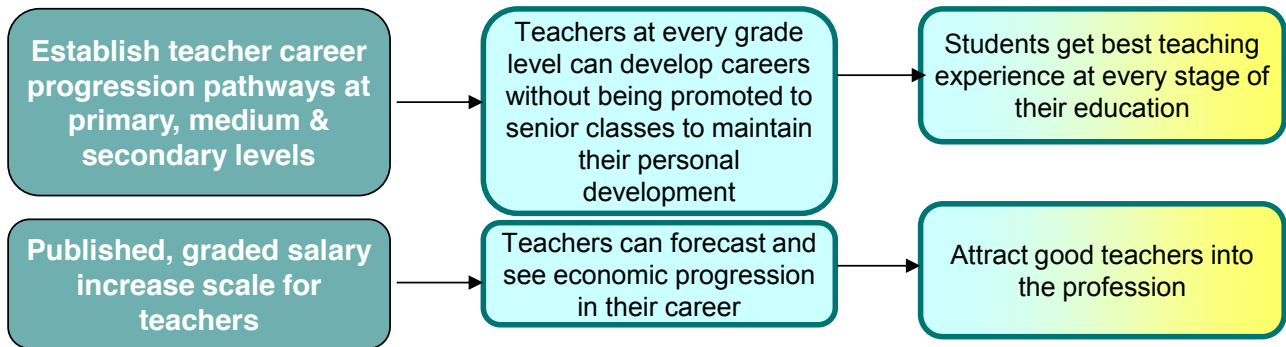 Establish teacher career
progression pathways at
primary, medium &
secondary levels
Teachers at every grade
level can develop careers
without being promoted to
senior classes to maintain
their personal
development
Students get best teaching
experience at every stage of
their education
Published, graded salary
increase scale for
teachers
Teachers can forecast and
see economic progression
in their career
Attract good teachers into
the profession